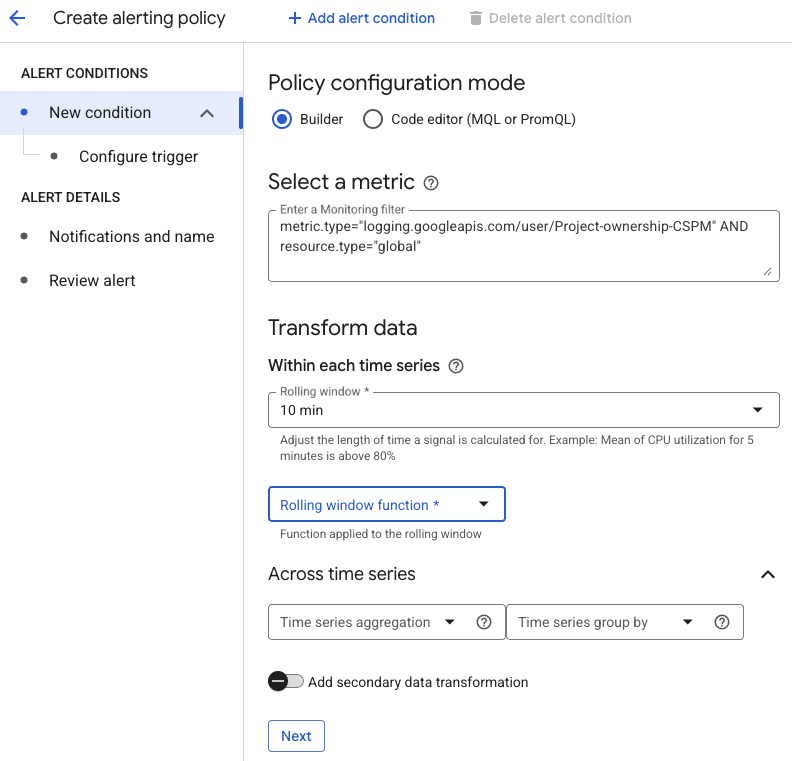 Create alerting policy
Add alert condition
Delete alert condition
ALERT CONDITIONS
New condition
Configure trigger
ALERT DETAILS
Notifications and name
Review alert
Policy configuration mode
Builder
Code editor (MQL or PromQL)
Select a metric
Enter a Monitoring filter
metric.type="logging.googleapis.com/user/Project-ownership-CSPM" AND
resource.type="global"
Transform data
Within each time series
Rolling window *
10 min
Adjust the length of time a signal is calculated for. Example: Mean of CPU utilization for 5
minutes is above 80%
Rolling window function *
Function applied to the rolling window
Across time series
Time series aggregation
Time series group by
Add secondary data transformation
Next